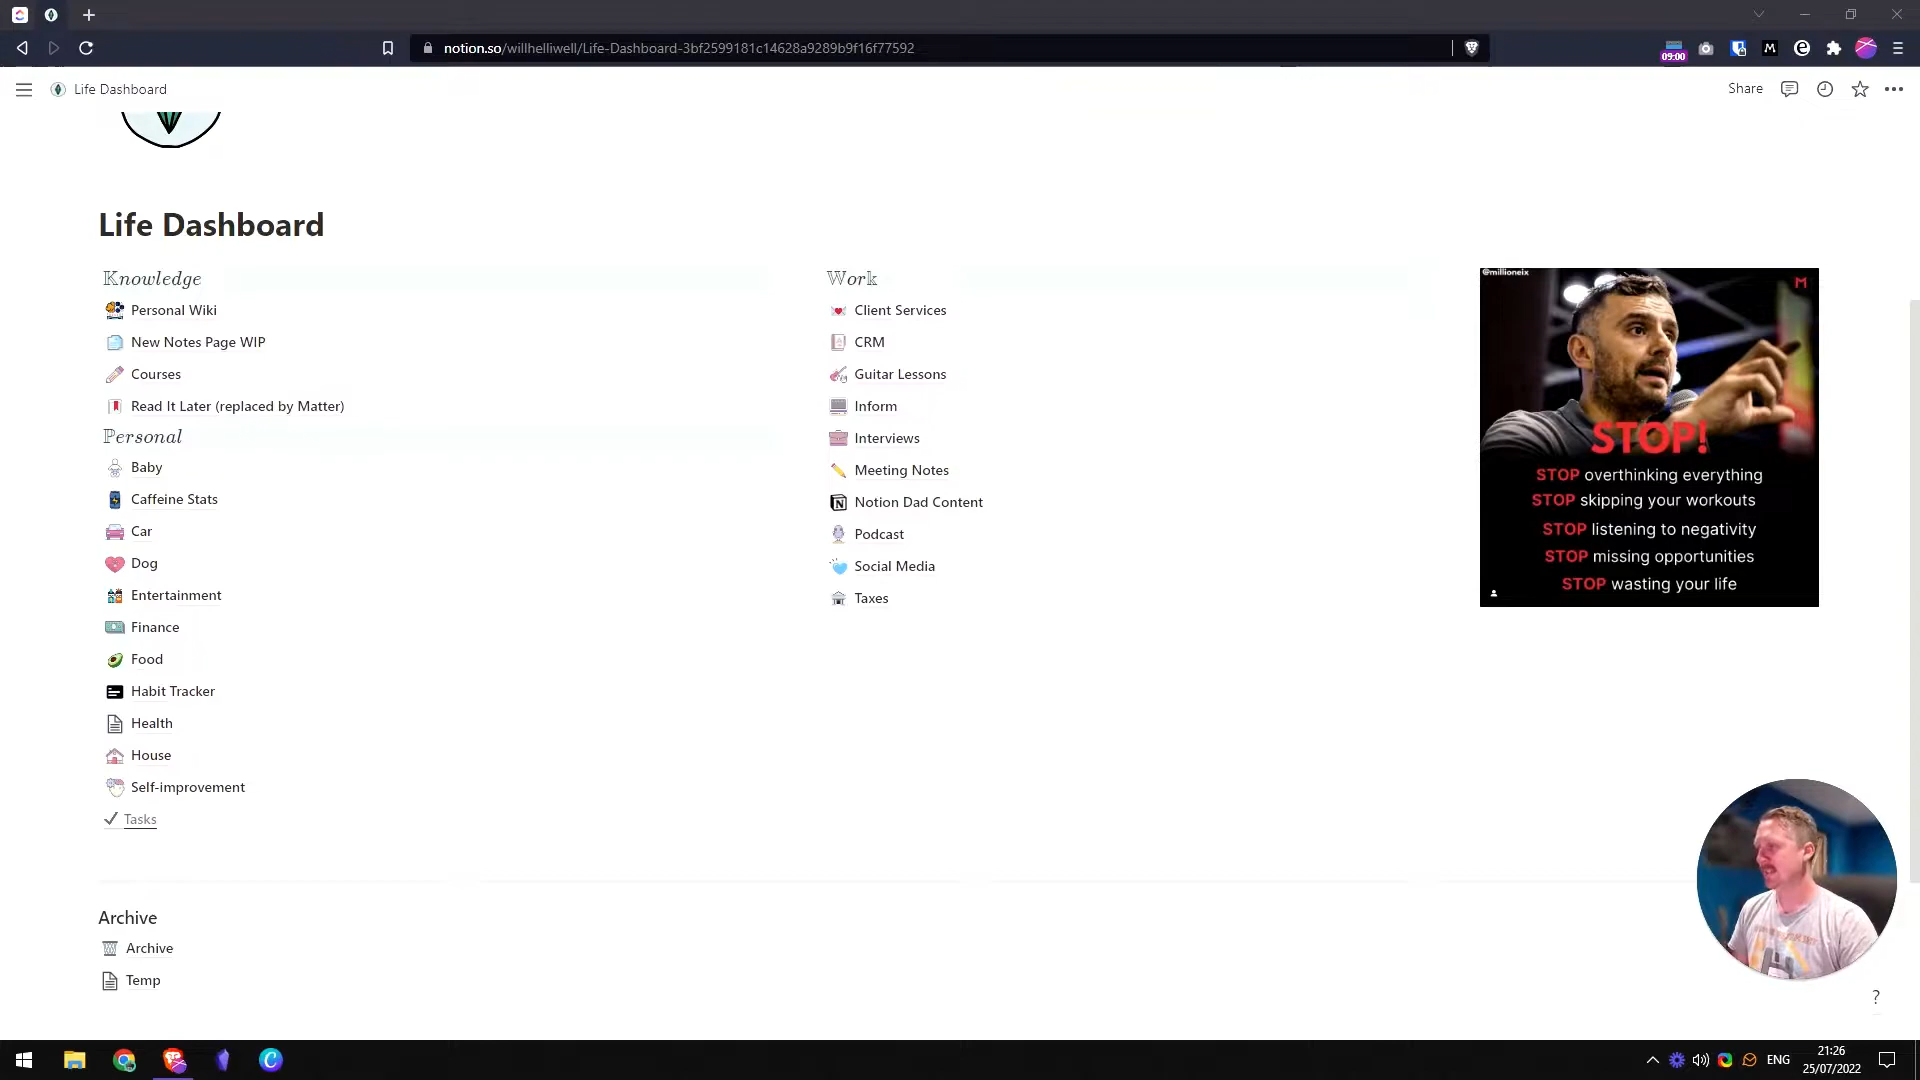 notion.so/willhelliwell/Life-Dashboard-3bf2599181c14628a9289b9f16f77592
09:00
Life Dashboard
Share
Life Dashboard
𝕂nowledge
Personal Wiki
New Notes Page WIP
Courses
Read It Later (replaced by Matter)
ℙersonal
Baby
Caffeine Stats
Car
Dog
Entertainment
Finance
Food
Habit Tracker
Health
House
Self-improvement
Tasks
𝕎ork
Client Services
CRM
Guitar Lessons
Inform
Interviews
Meeting Notes
Notion Dad Content
Podcast
Social Media
Taxes
@millioneix
M
STOP!
STOP overthinking everything
STOP skipping your workouts
STOP listening to negativity
STOP missing opportunities
STOP wasting your life
Archive
Archive
Temp
?
ENG
21:26
25/07/2022